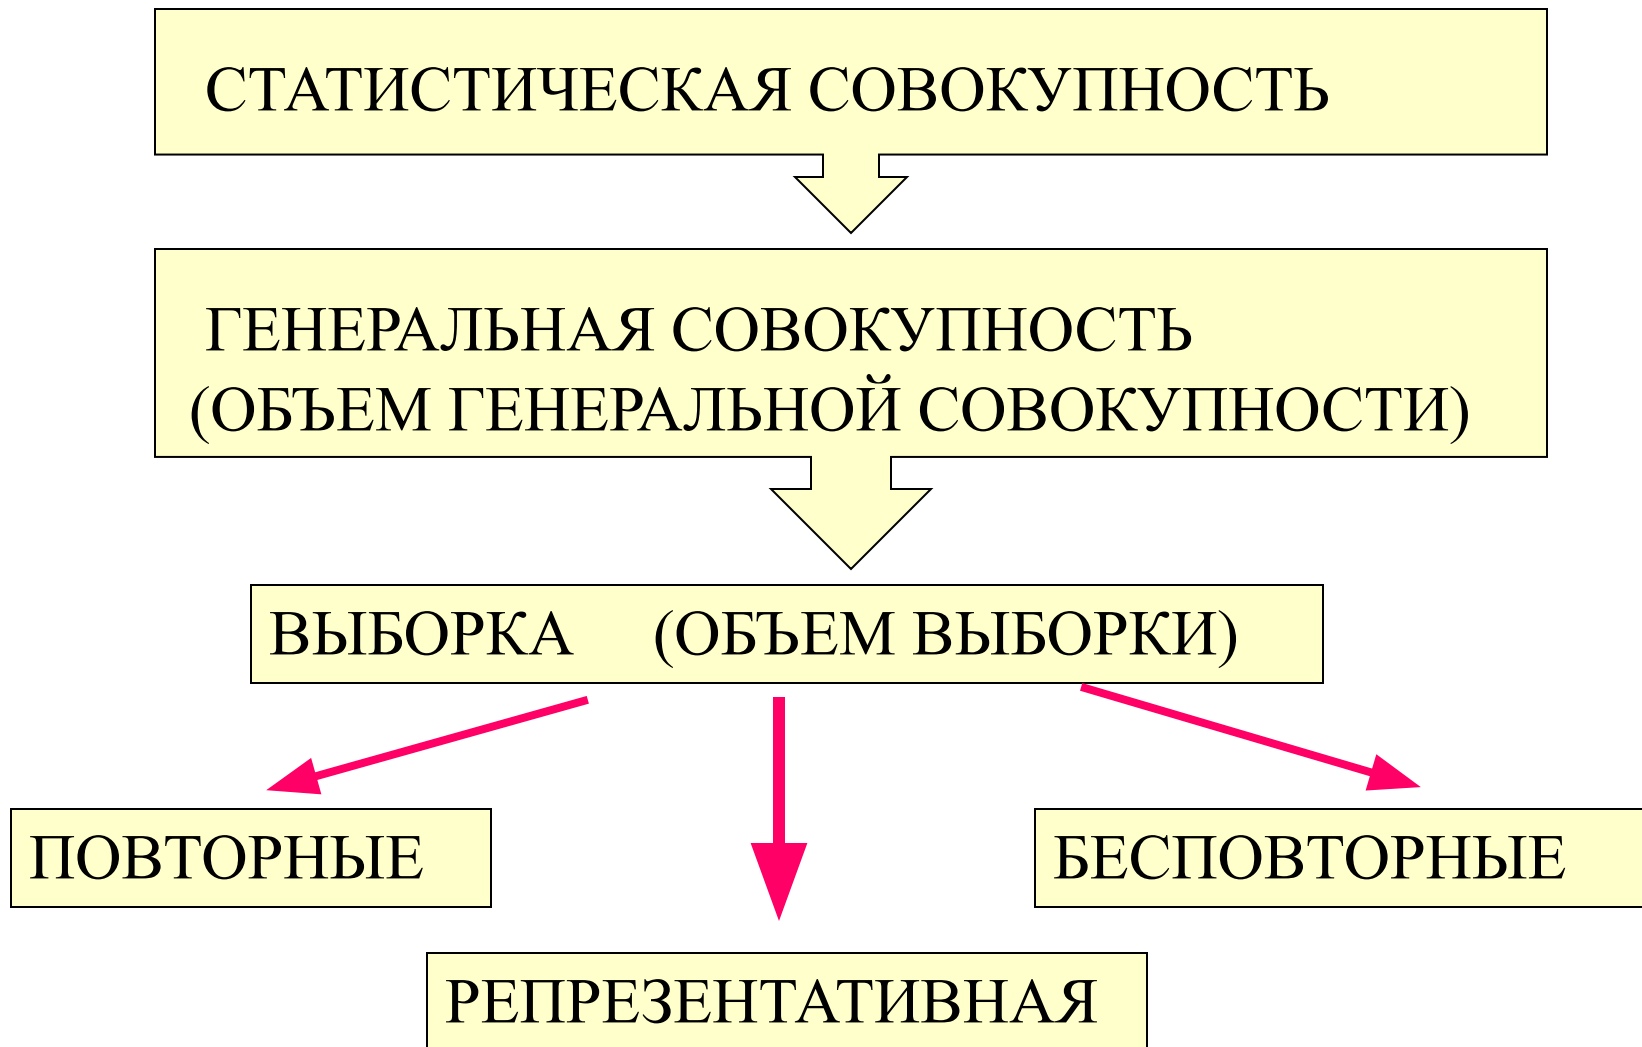 СТАТИСТИЧЕСКАЯ СОВОКУПНОСТЬ
ГЕНЕРАЛЬНАЯ СОВОКУПНОСТЬ
(ОБЪЕМ ГЕНЕРАЛЬНОЙ СОВОКУПНОСТИ)
ВЫБОРКА (ОБЪЕМ ВЫБОРКИ)
ПОВТОРНЫЕ
БЕСПОВТОРНЫЕ
РЕПРЕЗЕНТАТИВНАЯ